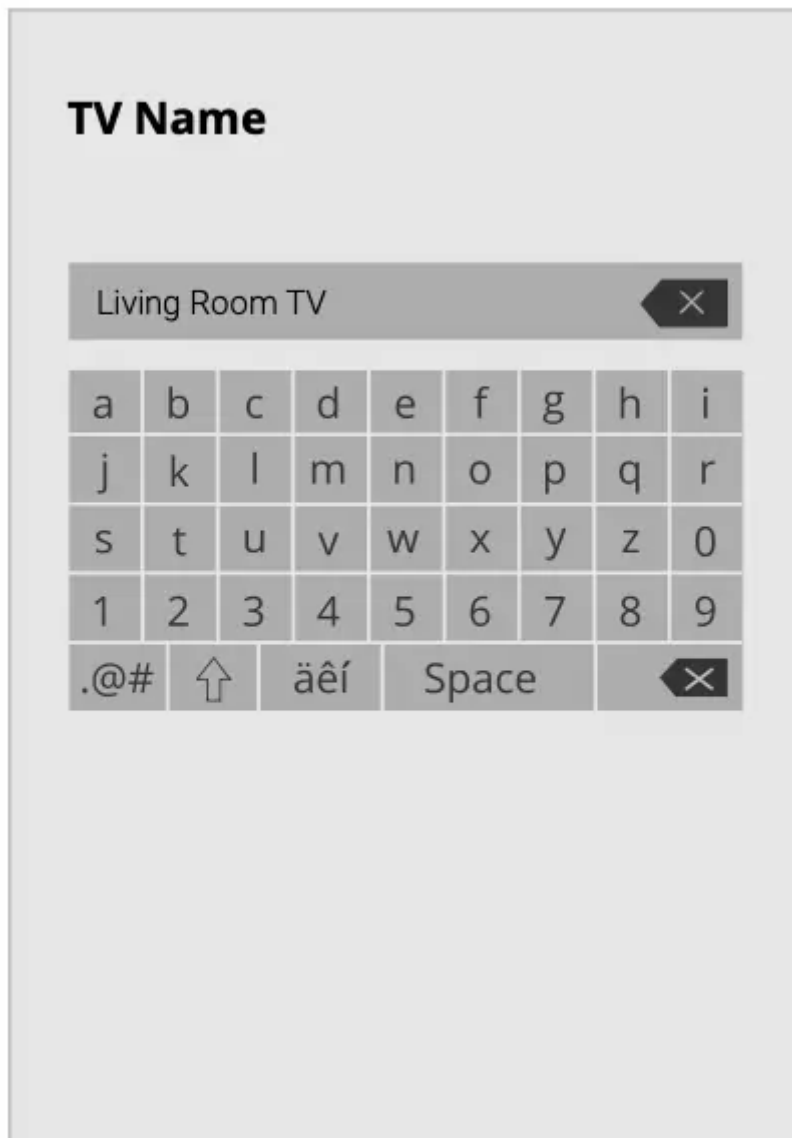 TV Name
Living Room TV
a b c d e f g h i
j k l m n o p q r
s t u v w x y z 0
1 2 3 4 5 6 7 8 9
.@# äêí Space